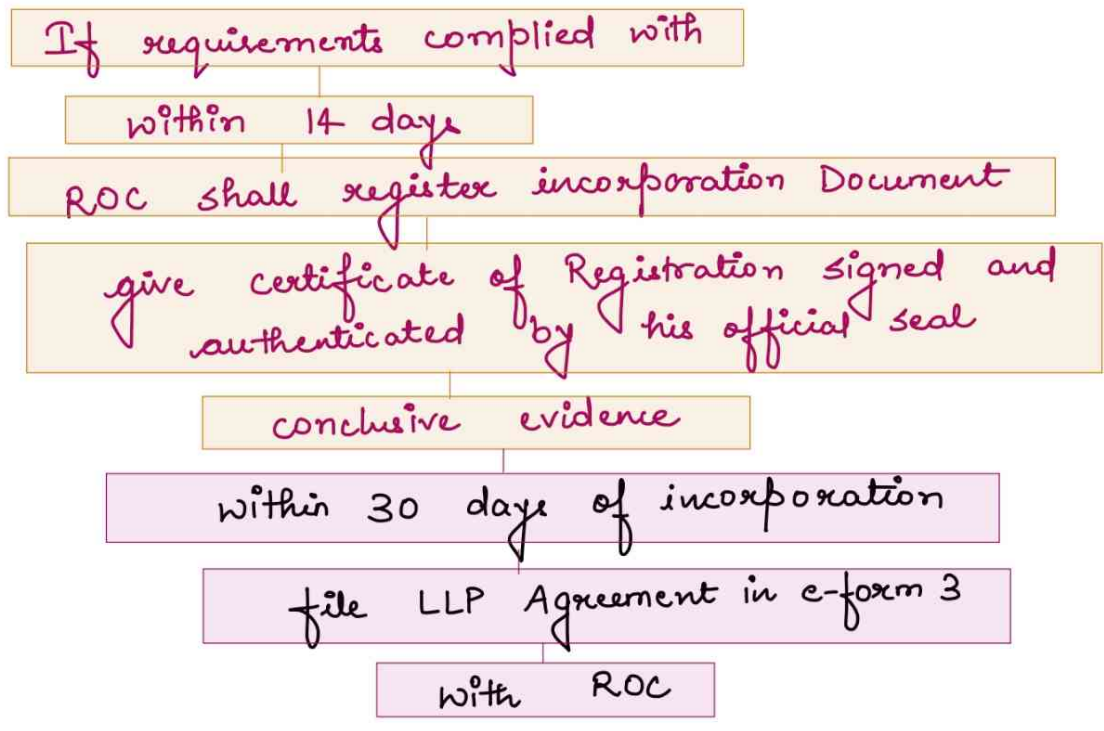 If requirements complied with
within 14 days
ROC shall register incorporation Document
give certificate of Registration signed and
authenticated by his official seal
conclusive evidence
within 30 days of incorporation
file LLP Agreement in e-form 3
with ROC